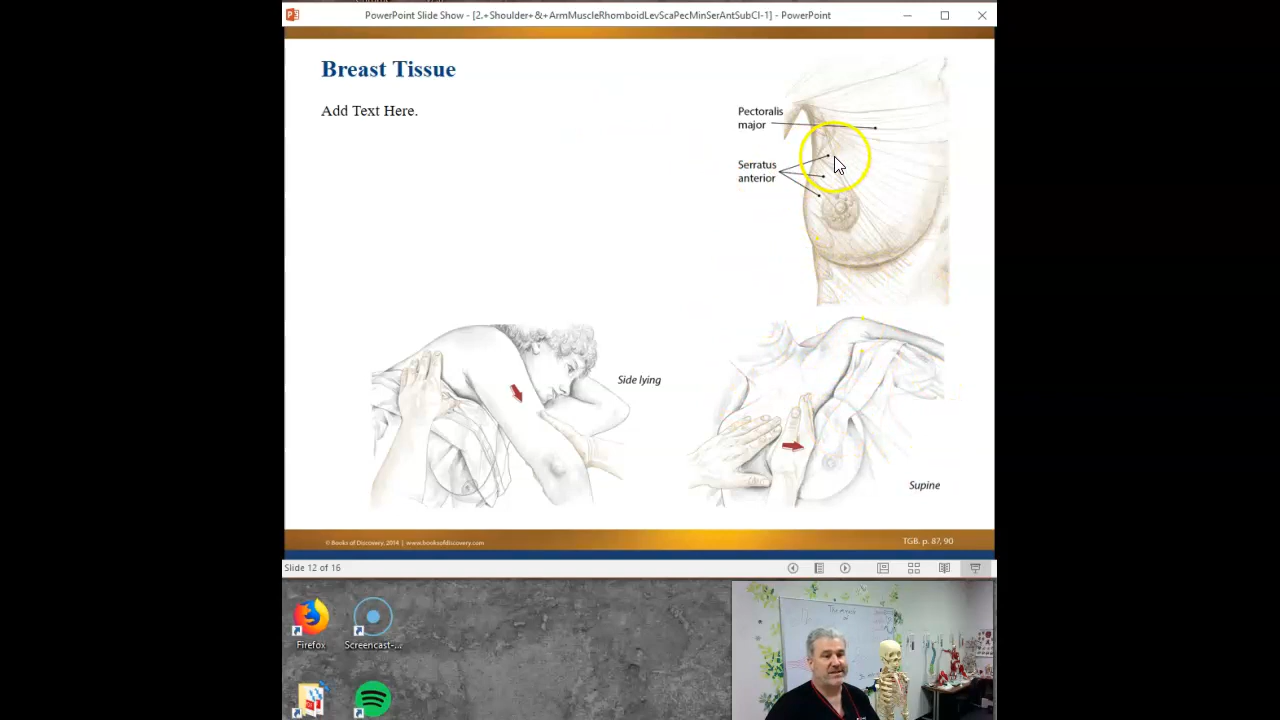 PowerPoint Slide Show - [2.+Shoulder+&+ArmMuscleRhomboidLevScaPecMinSerAntSubCl-1] - PowerPoint
Breast Tissue
Add Text Here.
Pectoralis
major
Serratus
anterior
Side lying
Supine
© Books of Discovery, 2014 | www.booksofdiscovery.com
TGB. p. 87, 90
Slide 12 of 16
Firefox
Screencast-...